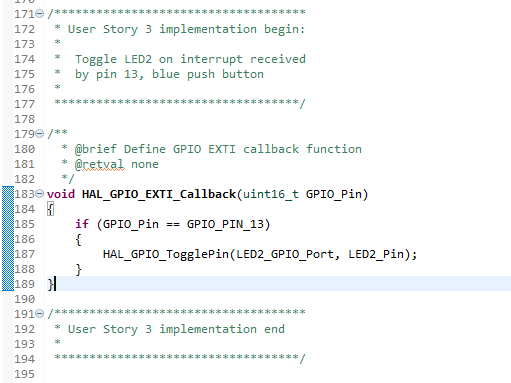 171 /***********************************
172 * User Story 3 implementation begin:
173 *
174 * Toggle LED2 on interrupt received
175 * by pin 13, blue push button
176 *
177 ***********************************/
178
179 /**
180 * @brief Define GPIO EXTI callback function
181 * @retval none
182 */
183 void HAL_GPIO_EXTI_Callback(uint16_t GPIO_Pin)
184 {
185 if (GPIO_Pin == GPIO_PIN_13)
186 {
187 HAL_GPIO_TogglePin(LED2_GPIO_Port, LED2_Pin);
188 }
189 }
190
191 /***********************************
192 * User Story 3 implementation end
193 *
194 ***********************************/
195